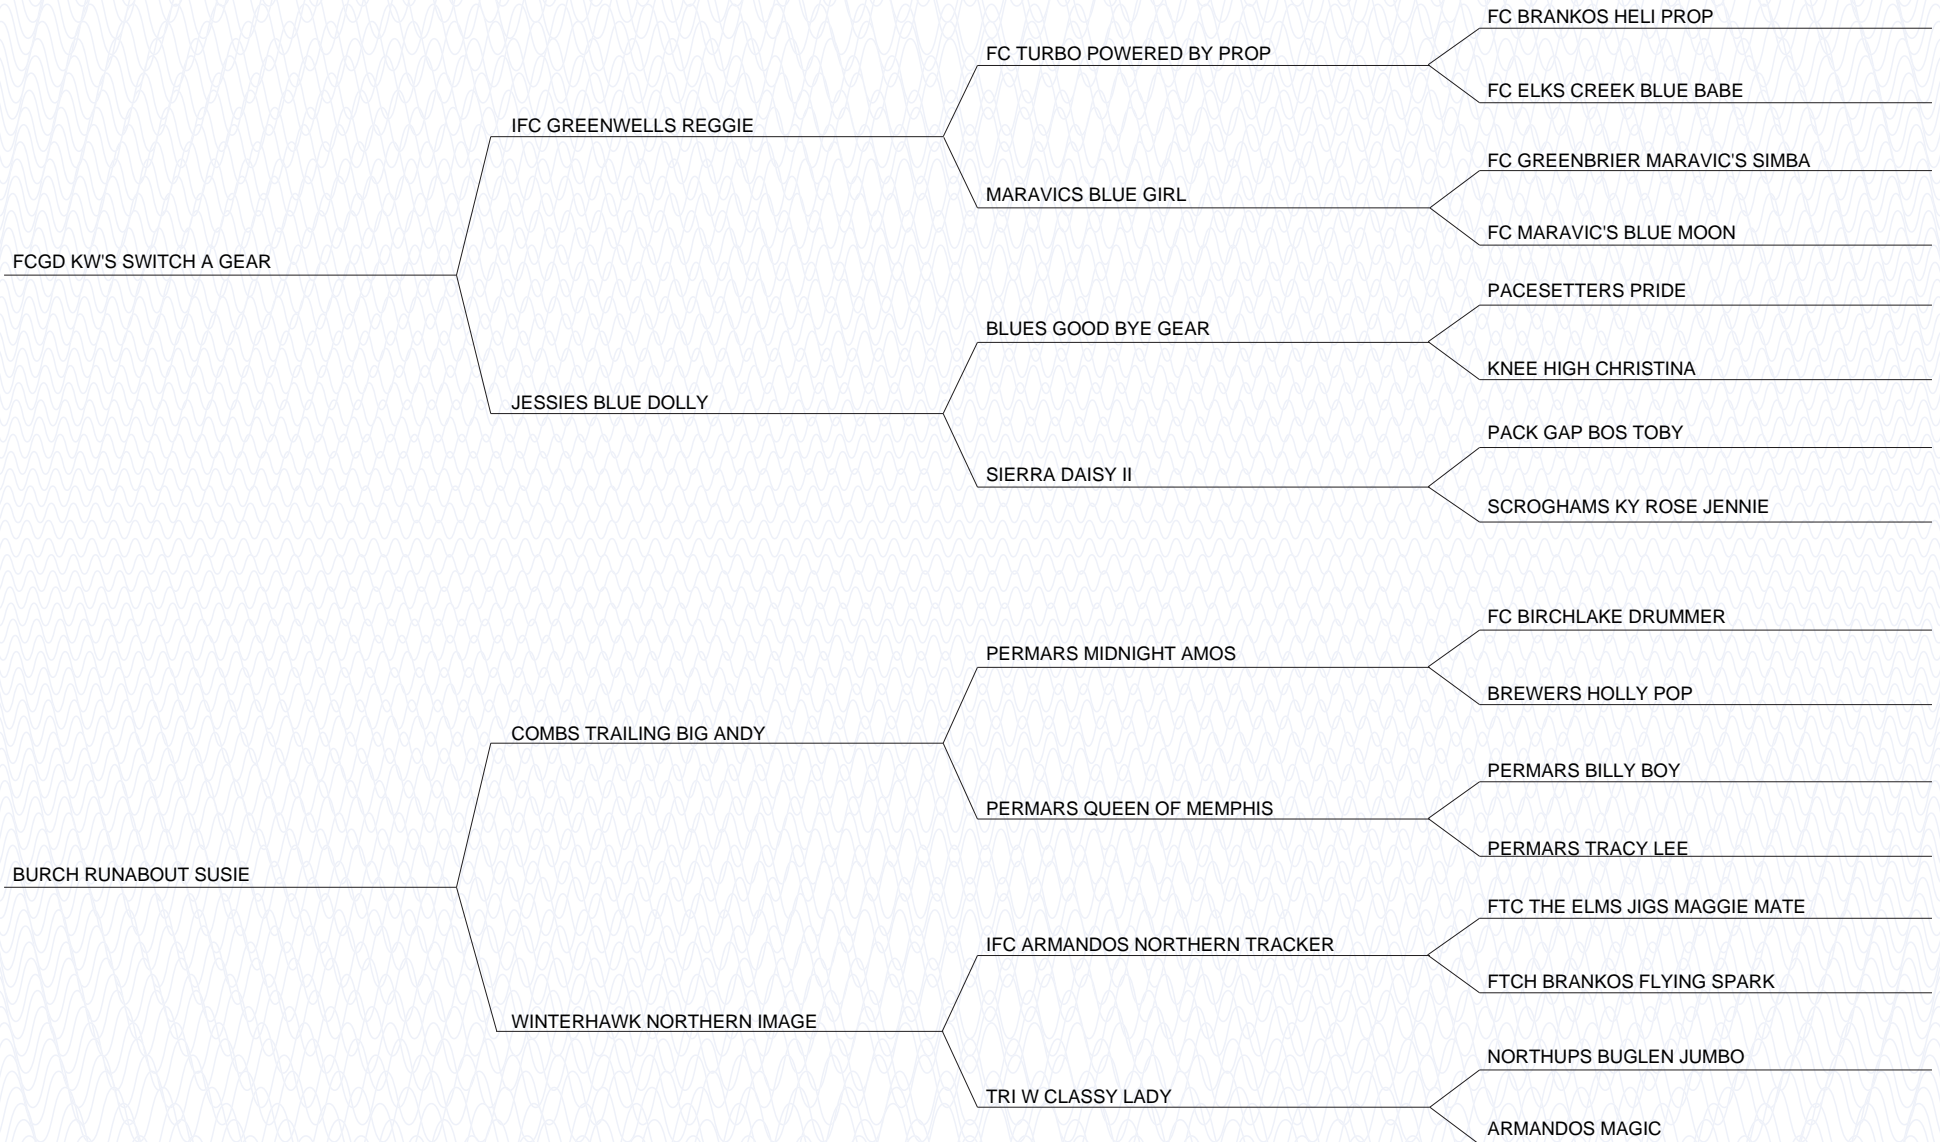 FC BRANKOS HELI PROP
FC TURBO POWERED BY PROP
FC ELKS CREEK BLUE BABE
IFC GREENWELLS REGGIE
FC GREENBRIER MARAVIC'S SIMBA
MARAVICS BLUE GIRL
FC MARAVIC'S BLUE MOON
FCGD KW'S SWITCH A GEAR
PACESETTERS PRIDE
BLUES GOOD BYE GEAR
KNEE HIGH CHRISTINA
JESSIES BLUE DOLLY
PACK GAP BOS TOBY
SIERRA DAISY II
SCROGHAMS KY ROSE JENNIE
FC BIRCHLAKE DRUMMER
PERMARS MIDNIGHT AMOS
BREWERS HOLLY POP
COMBS TRAILING BIG ANDY
PERMARS BILLY BOY
PERMARS QUEEN OF MEMPHIS
PERMARS TRACY LEE
BURCH RUNABOUT SUSIE
FTC THE ELMS JIGS MAGGIE MATE
IFC ARMANDOS NORTHERN TRACKER
FTCH BRANKOS FLYING SPARK
WINTERHAWK NORTHERN IMAGE
NORTHUPS BUGLEN JUMBO
TRI W CLASSY LADY
ARMANDOS MAGIC